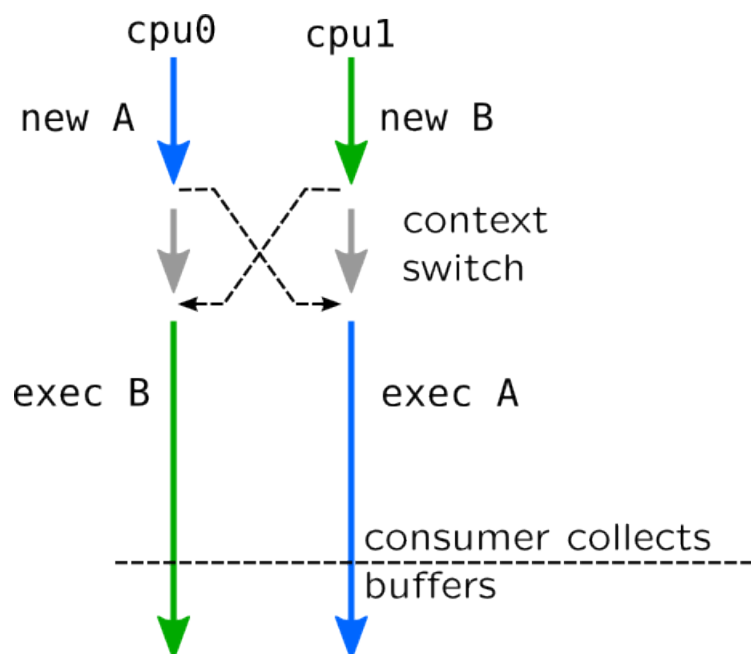 cpu0
cpu1
new A
new B
context
switch
exec B
exec A
consumer collects
buffers